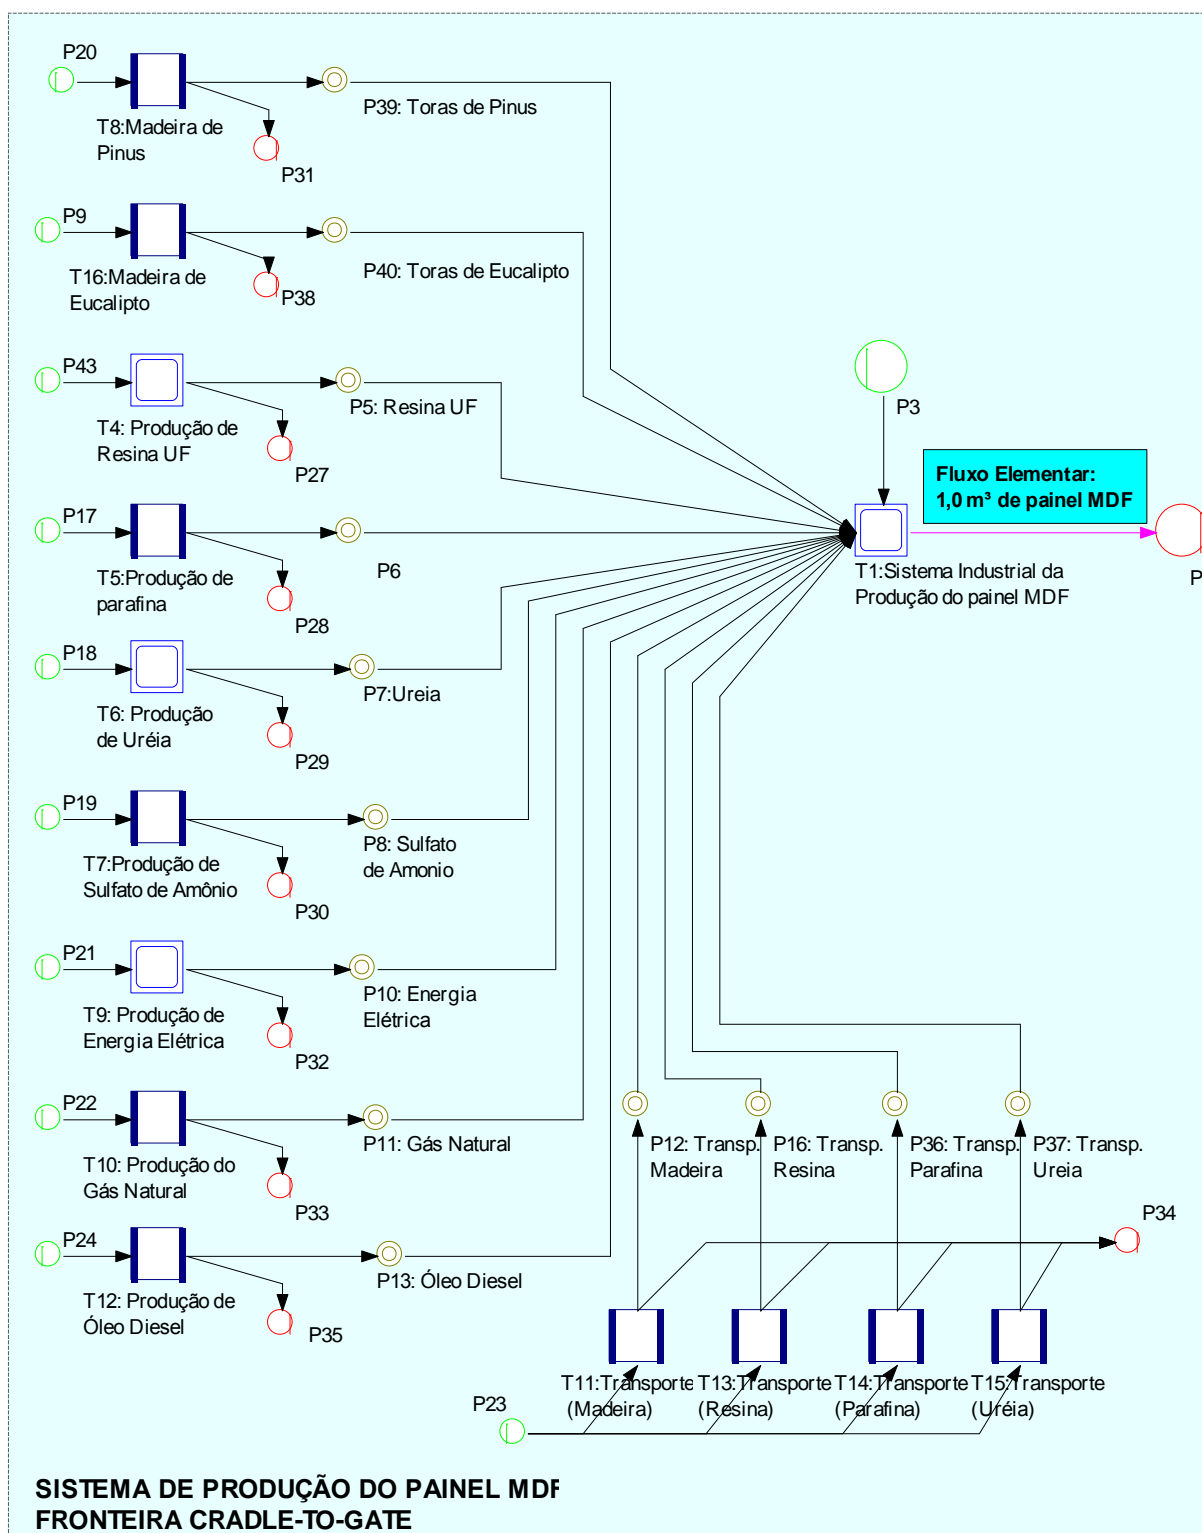 P20
T8:Madeira de
Pinus
P39: Toras de Pinus
P31
P9
T16:Madeira de
Eucalipto
P40: Toras de Eucalipto
P38
P43
T4: Produção de
Resina UF
P5: Resina UF
P27
P3
Fluxo Elementar:
1,0 m³ de painel MDF
P17
T5:Produção de
parafina
P6
P28
T1:Sistema Industrial da
Produção do painel MDF
P
P18
T6: Produção
de Uréia
P7:Ureia
P29
P19
T7:Produção de
Sulfato de Amônio
P8: Sulfato
de Amonio
P30
P21
T9: Produção de
Energia Elétrica
P10: Energia
Elétrica
P32
P22
T10: Produção do
Gás Natural
P11: Gás Natural
P33
P12: Transp.
Madeira
P16: Transp.
Resina
P36: Transp.
Parafina
P37: Transp.
Ureia
P34
P24
T12: Produção de
Óleo Diesel
P13: Óleo Diesel
P35
T11:Transporte
(Madeira)
T13:Transporte
(Resina)
T14:Transporte
(Parafina)
T15:Transporte
(Uréia)
P23
SISTEMA DE PRODUÇÃO DO PAINEL MDF
FRONTEIRA CRADLE-TO-GATE